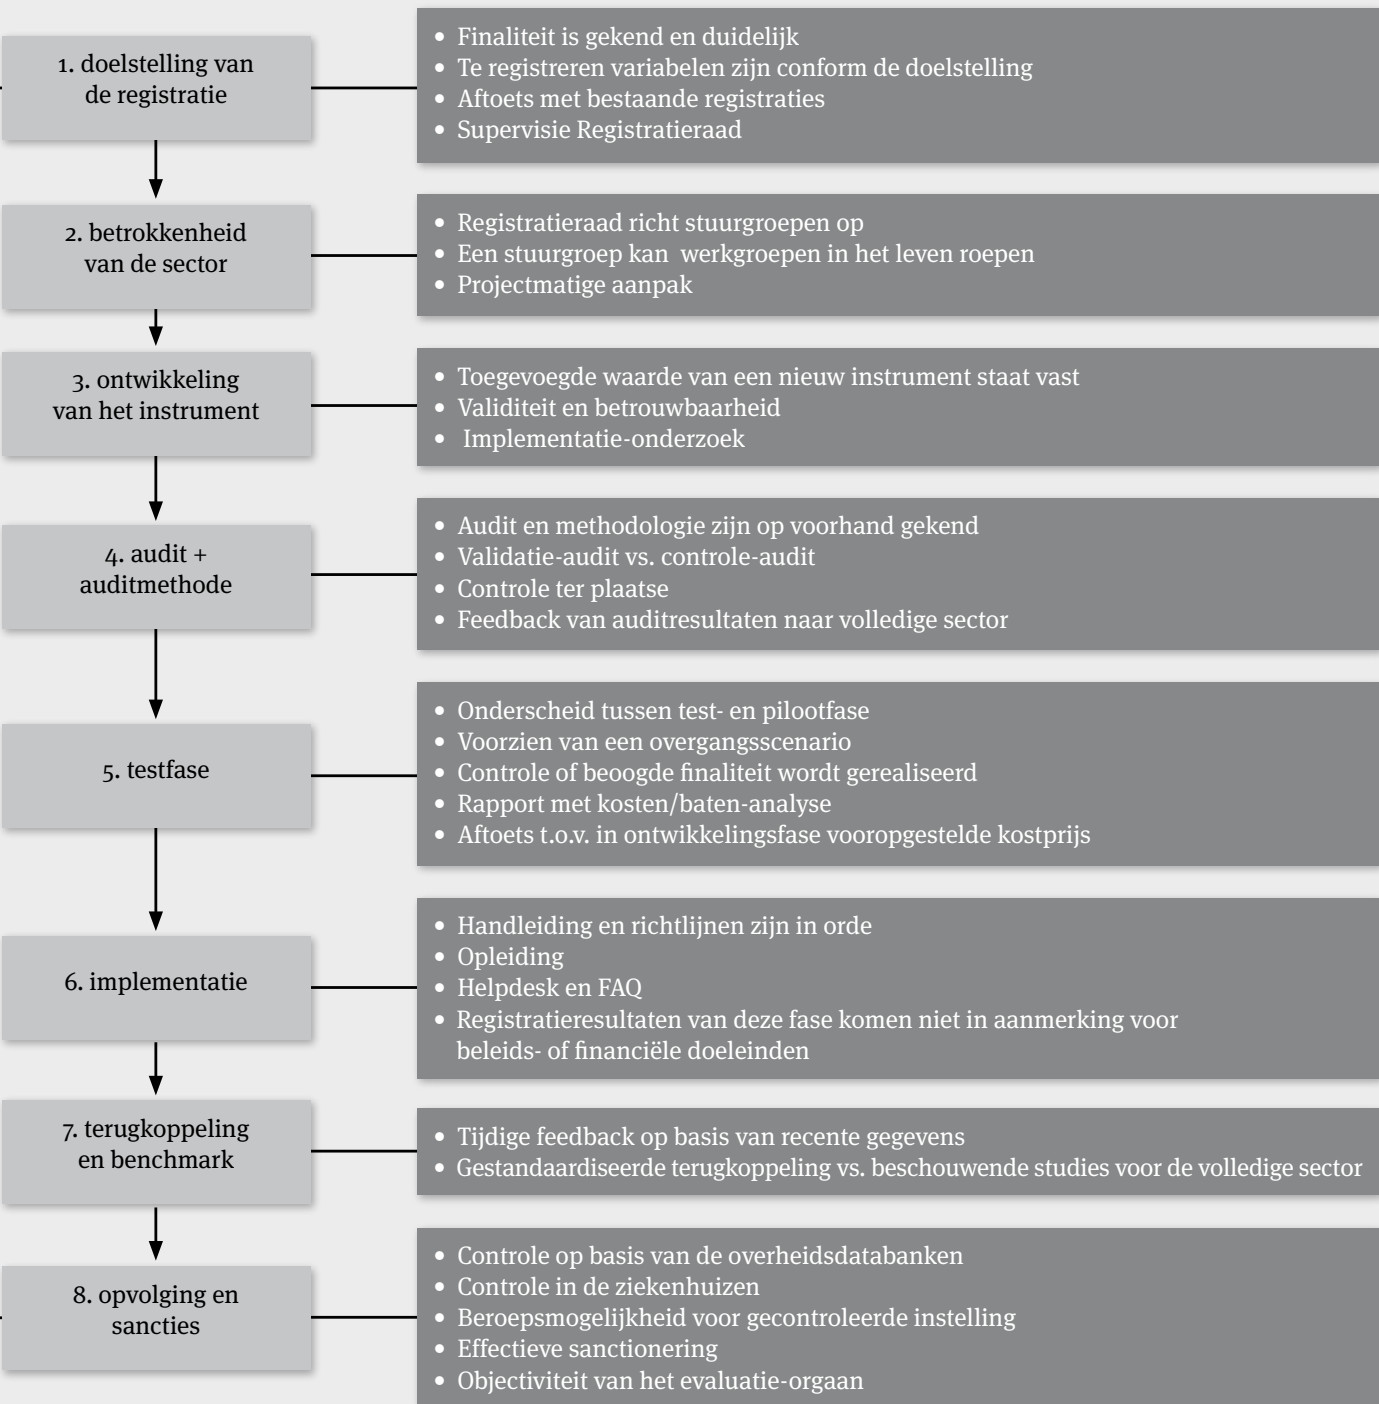 1. doelstelling van
de registratie
• Finaliteit is gekend en duidelijk
• Te registreren variabelen zijn conform de doelstelling
• Aftoets met bestaande registraties
• Supervisie Registratieraad
2. betrokkenheid
van de sector
• Registratieraad richt stuurgroepen op
• Een stuurgroep kan werkgroepen in het leven roepen
• Projectmatige aanpak
3. ontwikkeling
van het instrument
• Toegevoegde waarde van een nieuw instrument staat vast
• Validiteit en betrouwbaarheid
• Implementatie-onderzoek
4. audit +
auditmethode
• Audit en methodologie zijn op voorhand gekend
• Validatie-audit vs. controle-audit
• Controle ter plaatse
• Feedback van auditresultaten naar volledige sector
5. testfase
• Onderscheid tussen test- en pilootfase
• Voorzien van een overgangsscenario
• Controle of beoogde finaliteit wordt gerealiseerd
• Rapport met kosten/baten-analyse
• Aftoets t.o.v. in ontwikkelingsfase vooropgestelde kostprijs
6. implementatie
• Handleiding en richtlijnen zijn in orde
• Opleiding
• Helpdesk en FAQ
• Registratieresultaten van deze fase komen niet in aanmerking voor
beleids- of financiële doeleinden
7. terugkoppeling
en benchmark
• Tijdige feedback op basis van recente gegevens
• Gestandaardiseerde terugkoppeling vs. beschouwende studies voor de volledige sector
8. opvolging en
sancties
• Controle op basis van de overheidsdatabanken
• Controle in de ziekenhuizen
• Beroepsmogelijkheid voor gecontroleerde instelling
• Effectieve sanctionering
• Objectiviteit van het evaluatie-orgaan